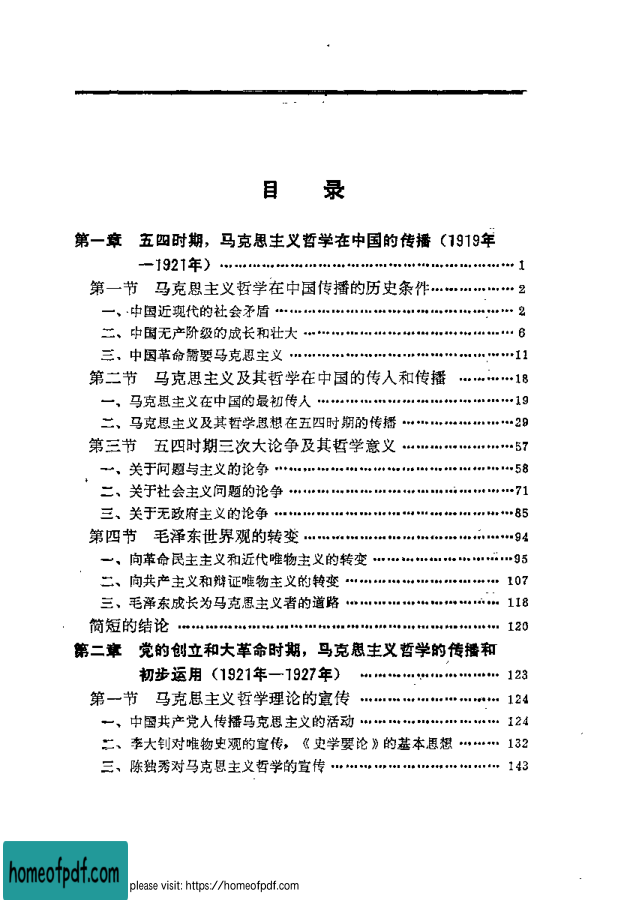 目 录
第一章 五四时期，马克思主义哲学在中国的传播（1919年
—1921年）……………………………………………… 1
第一节 马克思主义哲学在中国传播的历史条件……………… 2
一、中国近现代的社会矛盾……………………………………… 2
二、中国无产阶级的成长和壮大………………………………… 6
三、中国革命需要马克思主义……………………………………11
第二节 马克思主义及其哲学在中国的传人和传播 …………18
一、马克思主义在中国的最初传人………………………………19
二、马克思主义及其哲学思想在五四时期的传播………………29
第三节 五四时期三次大论争及其哲学意义…………………57
一、关于问题与主义的论争………………………………………58
二、关于社会主义问题的论争……………………………………71
三、关于无政府主义的论争………………………………………85
第四节 毛泽东世界观的转变…………………………………94
一、向革命民主主义和近代唯物主义的转变……………………95
二、向共产主义和辩证唯物主义的转变 ……………………… 107
三、毛泽东成长为马克思主义者的道路 ……………………… 118
简短的结论 ……………………………………………………… 120
第二章 党的创立和大革命时期，马克思主义哲学的传播和
初步运用（1921年—1927年） …………………… 123
第一节 马克思主义哲学理论的宣传 …………………… 124
一、中国共产党人传播马克思主义的活动 …………………… 124
二、李大钊对唯物史观的宣传，《史学要论》的基本思想 ……… 132
三、陈独秀对马克思主义哲学的宣传 ………………………… 143
homeofpdf.com
please visit: https://homeofpdf.com